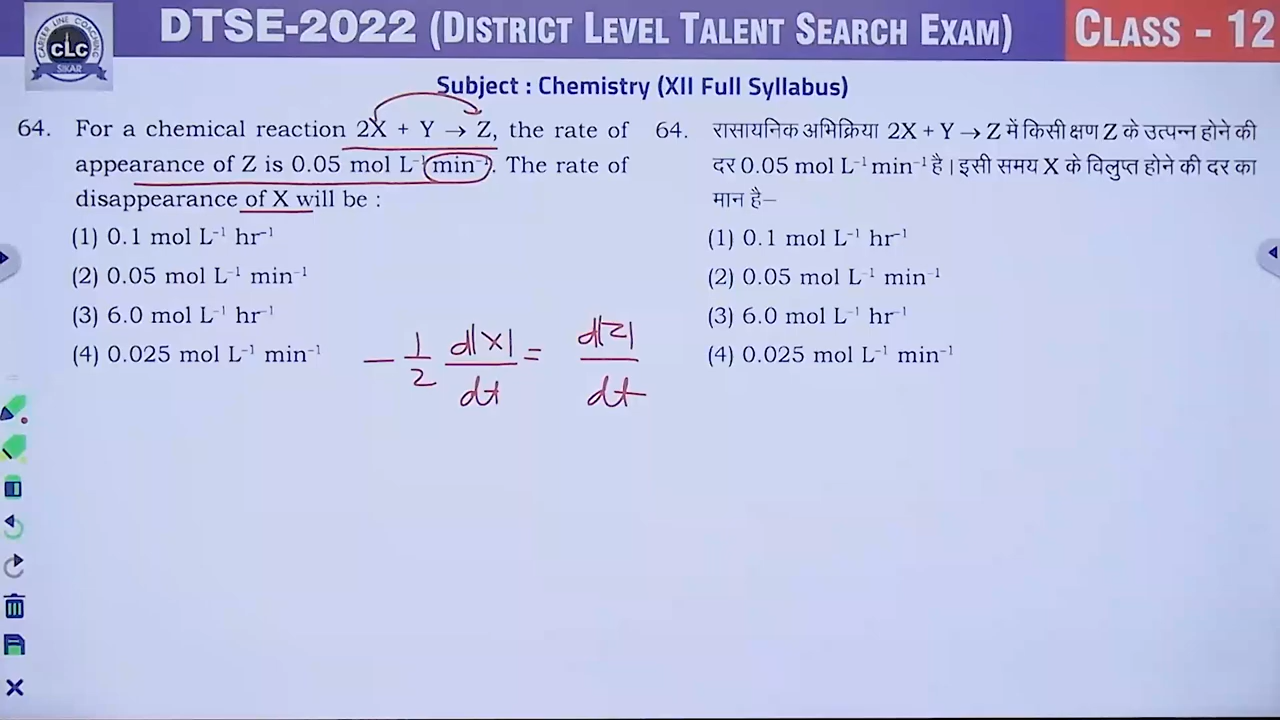 DTSE-2022 (DISTRICT LEVEL TALENT SEARCH EXAM)
CLASS - 12
CAREER LINE COACHING
CLC
SIKAR
Subject : Chemistry (XII Full Syllabus)
64. For a chemical reaction 2X + Y → Z, the rate of
appearance of Z is 0.05 mol L⁻¹ min⁻¹. The rate of
disappearance of X will be :
(1) 0.1 mol L⁻¹ hr⁻¹
(2) 0.05 mol L⁻¹ min⁻¹
(3) 6.0 mol L⁻¹ hr⁻¹
(4) 0.025 mol L⁻¹ min⁻¹
64. रासायनिक अभिक्रिया 2X + Y → Z में किसी क्षण Z के उत्पन्न होने की
दर 0.05 mol L⁻¹ min⁻¹ है। इसी समय X के विलुप्त होने की दर का
मान है–
(1) 0.1 mol L⁻¹ hr⁻¹
(2) 0.05 mol L⁻¹ min⁻¹
(3) 6.0 mol L⁻¹ hr⁻¹
(4) 0.025 mol L⁻¹ min⁻¹
- 1/2 d|X|/dt = d|Z|/dt